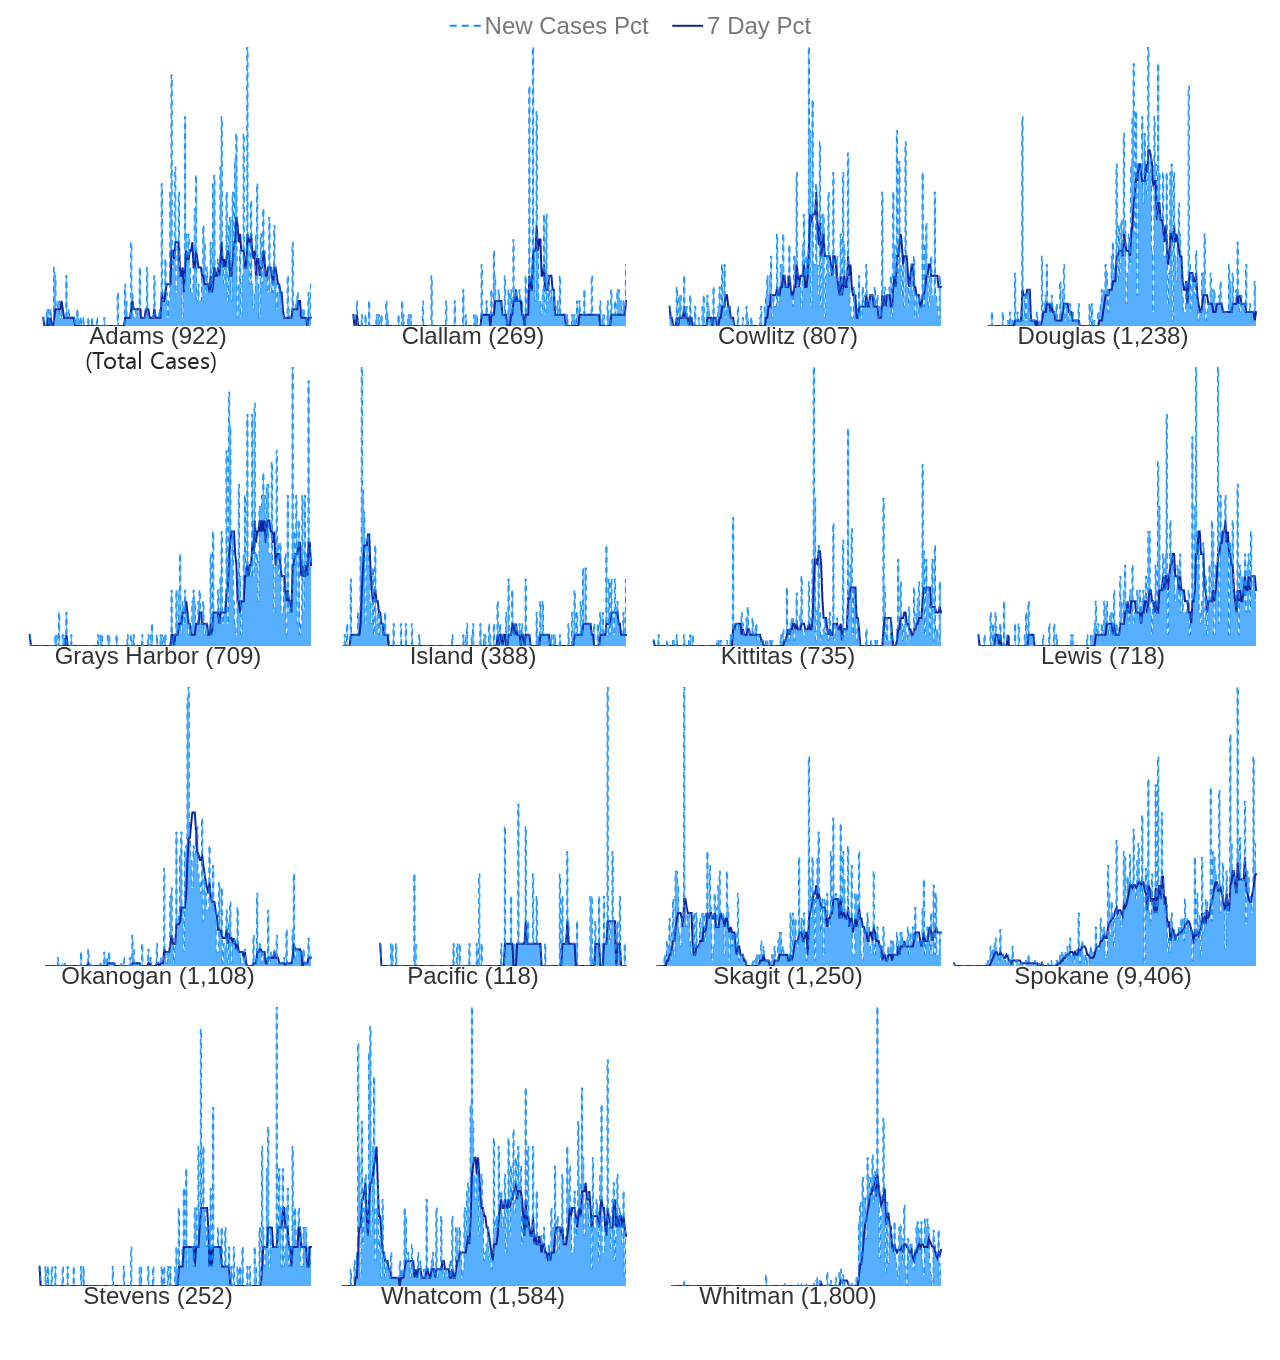 New Cases Pct 7 Day Pct
Adams (922) Clallam (269) Cowlitz (807) Douglas (1,238)
(Total Cases)
Grays Harbor (709) Island (388) Kittitas (735) Lewis (718)
Okanogan (1,108) Pacific (118) Skagit (1,250) Spokane (9,406)
Stevens (252) Whatcom (1,584) Whitman (1,800)